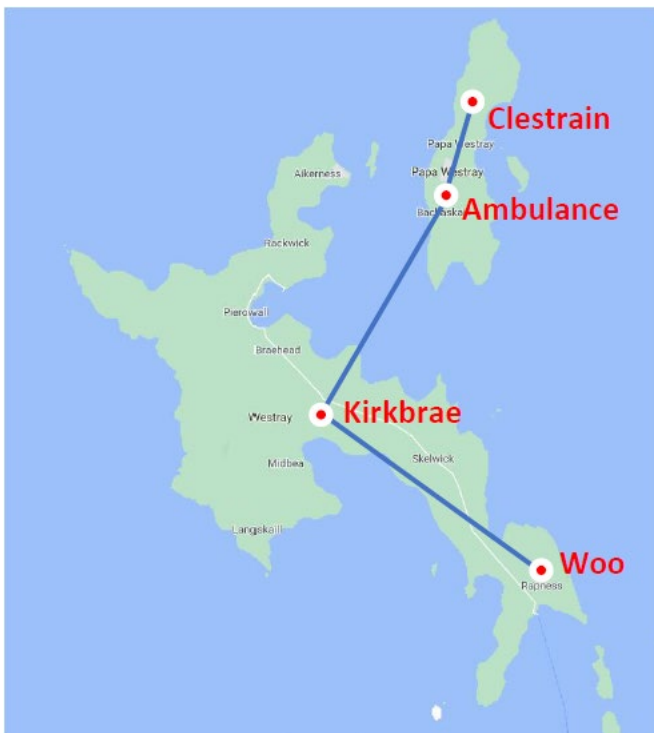 Clestrain
Papa Westray
Papa Westray
Aikerness
Ambulance
Rackwick
Pierowall
Braehead
Kirkbrae
Westray
Skelwick
Midbea
Langskaill
Woo
Rapness